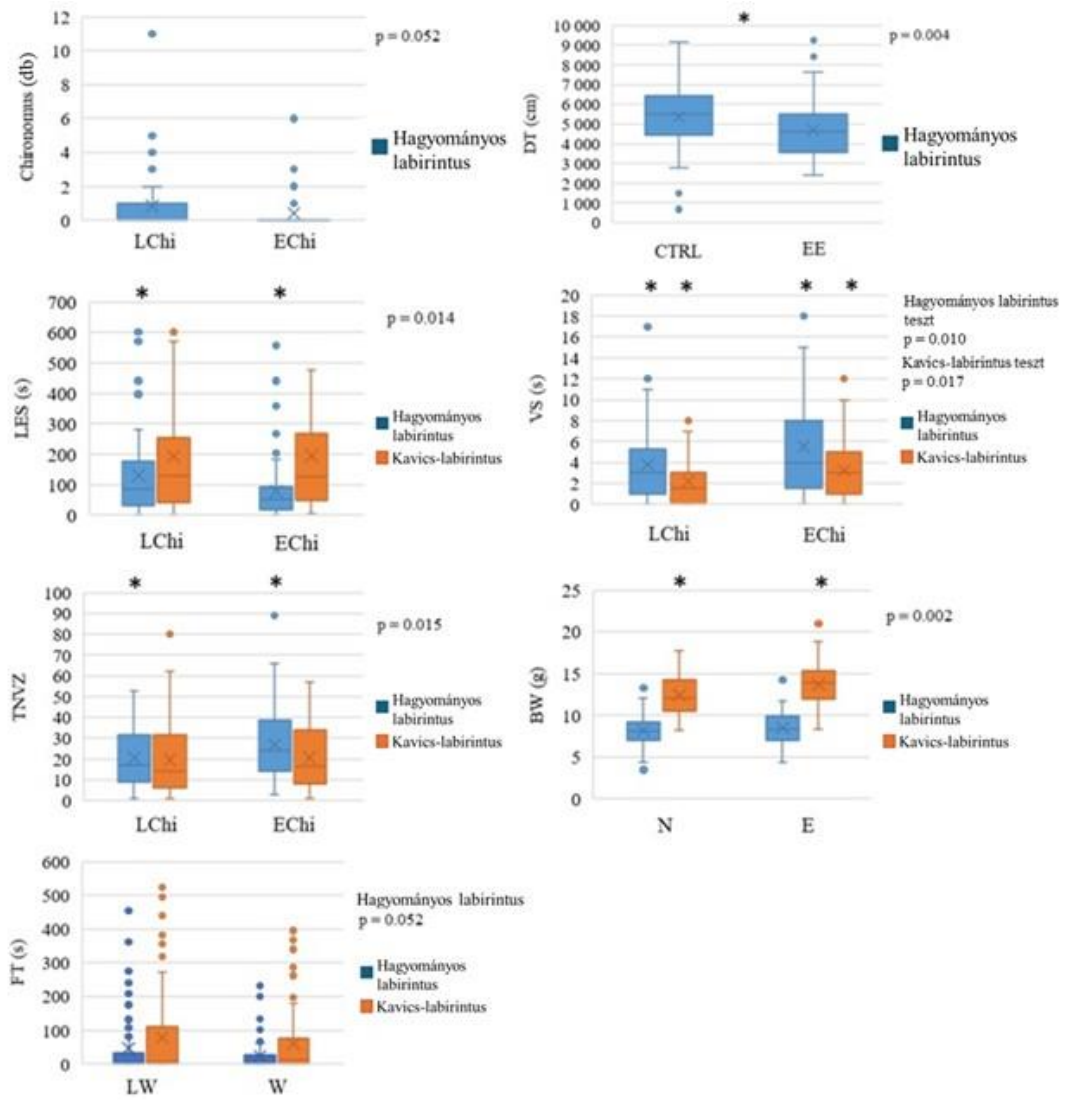 Chironomus (db)
12
10
8
6
4
2
0
LChi
EChi
p = 0.052
Hagyományos
labirintus
DT (cm)
10 000
9 000
8 000
7 000
6 000
5 000
4 000
3 000
2 000
1 000
0
*
CTRL
EE
p = 0.004
Hagyományos
labirintus
LES (s)
700
600
500
400
300
200
100
0
* *
LChi
EChi
p = 0.014
Hagyományos
labirintus
Kavics-labirintus
VS (s)
20
18
16
14
12
10
8
6
4
2
0
* * * *
LChi
EChi
Hagyományos labirintus
teszt
p = 0.010
Kavics-labirintus teszt
p = 0.017
Hagyományos
labirintus
Kavics-labirintus
TNVZ
100
90
80
70
60
50
40
30
20
10
0
* *
LChi
EChi
p = 0.015
Hagyományos
labirintus
Kavics-labirintus
BW (g)
25
20
15
10
5
0
* *
N
E
p = 0.002
Hagyományos
labirintus
Kavics-labirintus
FT (s)
600
500
400
300
200
100
0
LW
W
Hagyományos labirintus
p = 0.052
Hagyományos
labirintus
Kavics-labirintus